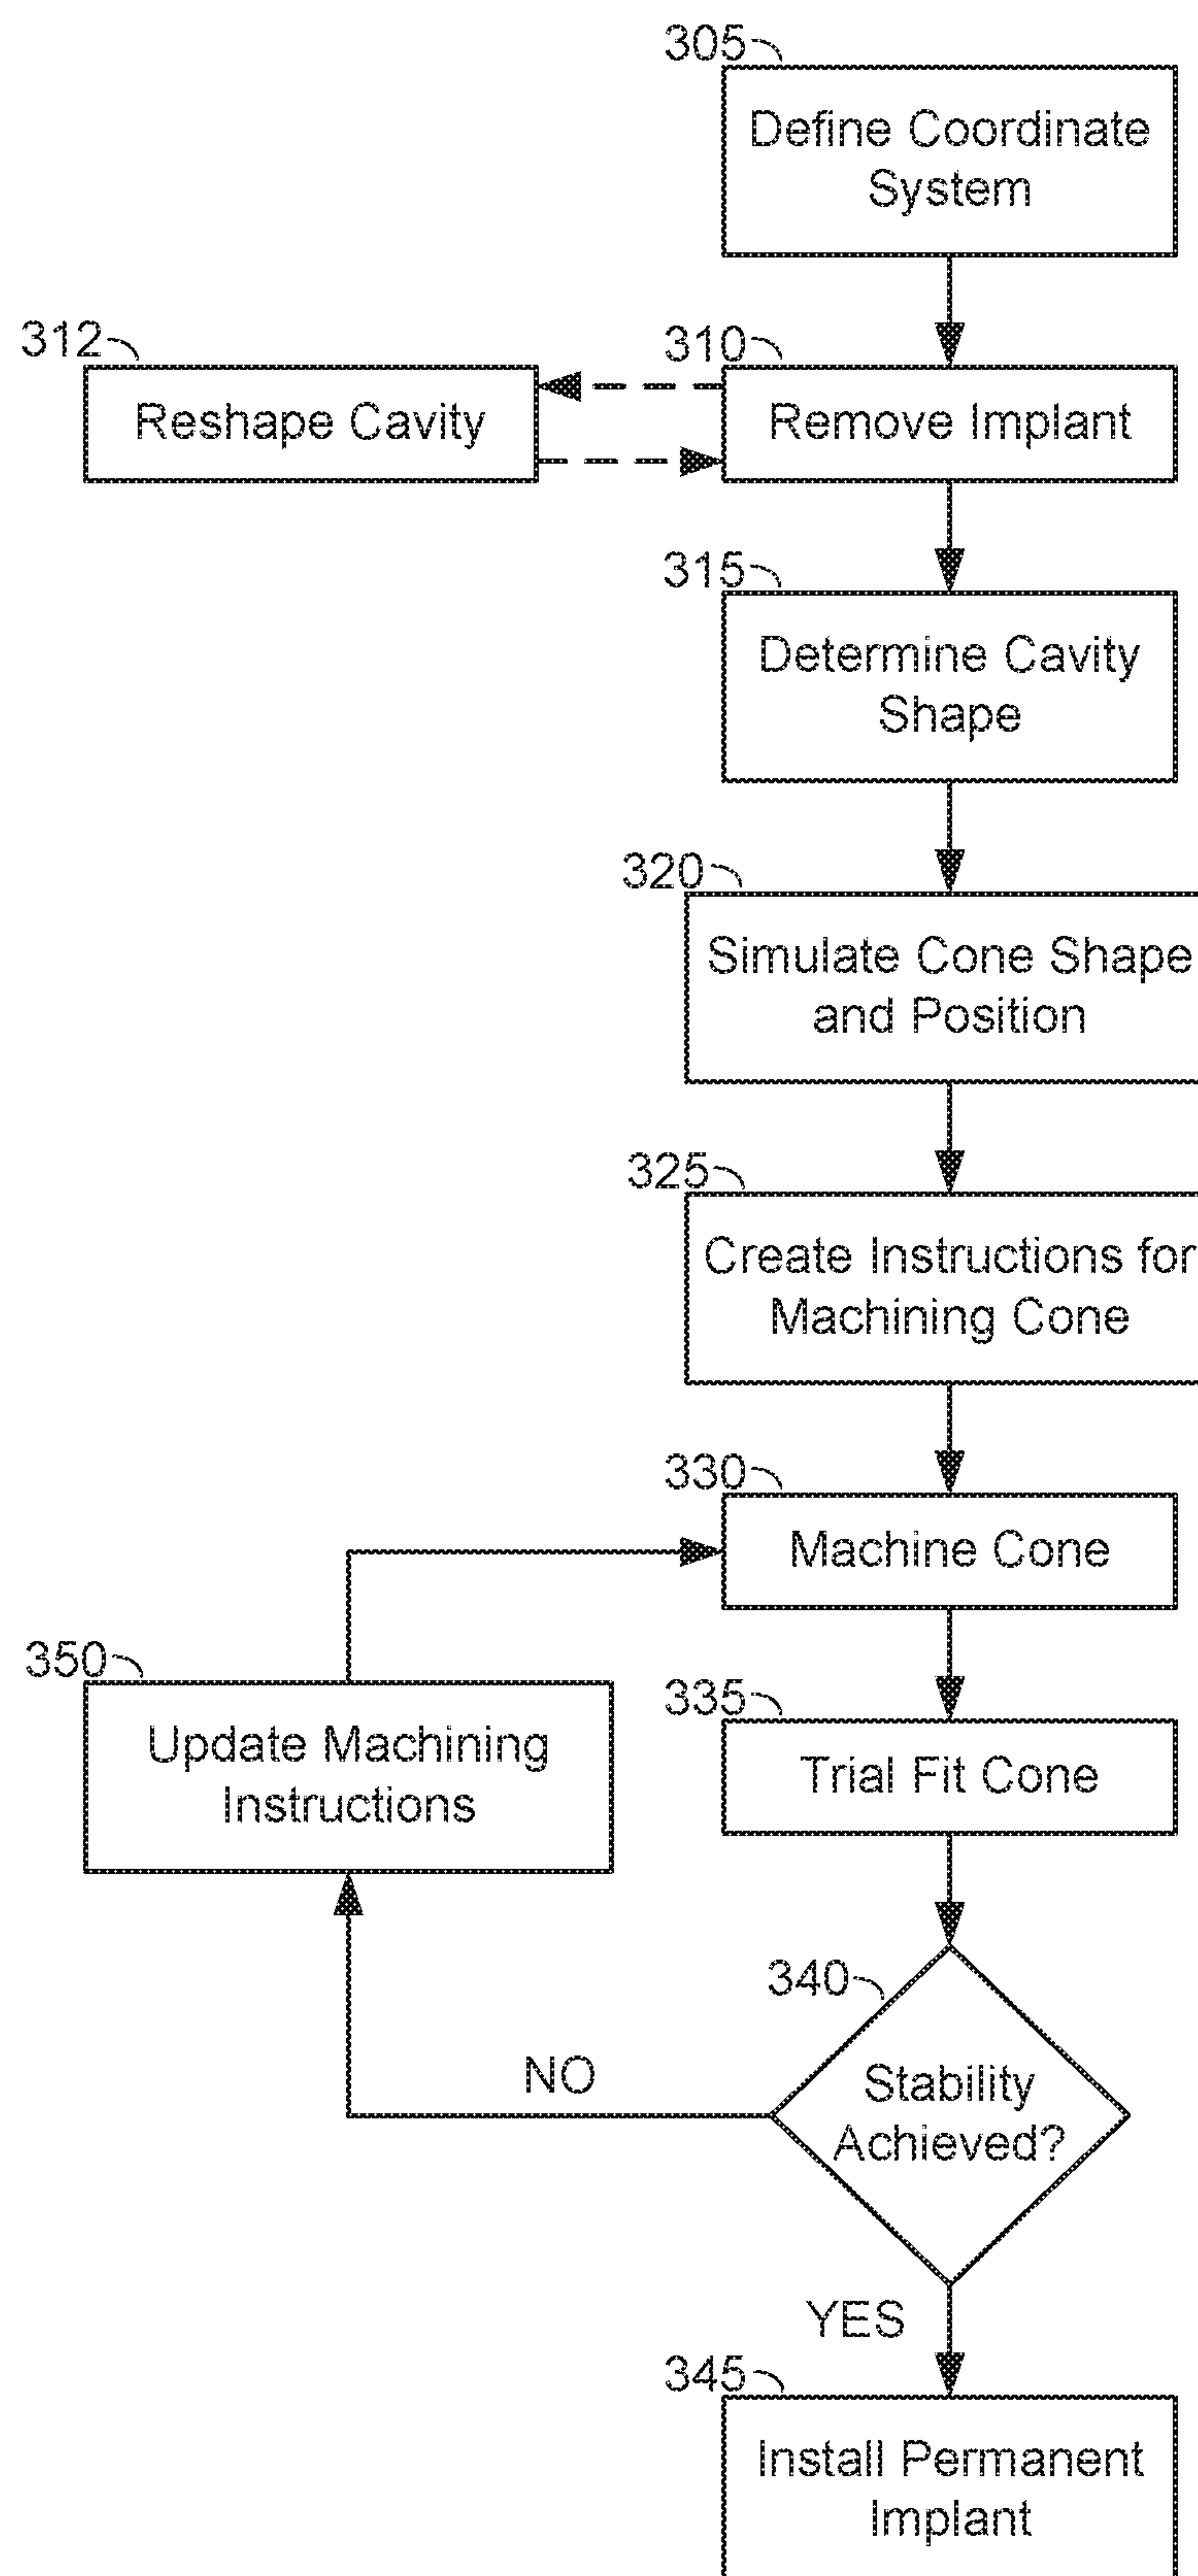 305
Define Coordinate
System
312
Reshape Cavity
310
Remove Implant
315
Determine Cavity
Shape
320
Simulate Cone Shape
and Position
325
Create Instructions for
Machining Cone
330
Machine Cone
350
Update Machining
Instructions
335
Trial Fit Cone
340
Stability
Achieved?
NO
YES
345
Install Permanent
Implant